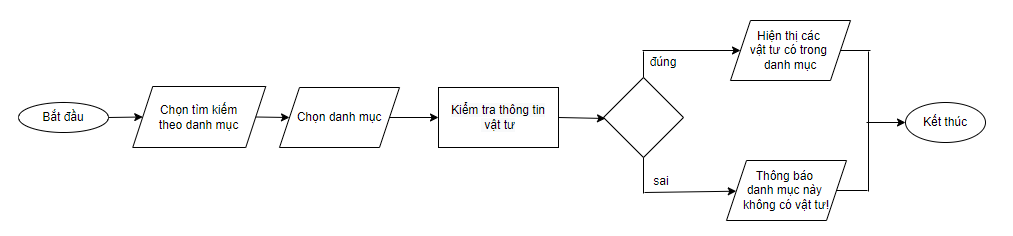 Bắt đầu
Chọn tìm kiếm
theo danh mục
Chọn danh mục
Kiểm tra thông tin
vật tư
đúng
Hiện thị các
vật tư có trong
danh mục
sai
Thông báo
danh mục này
không có vật tư!
Kết thúc